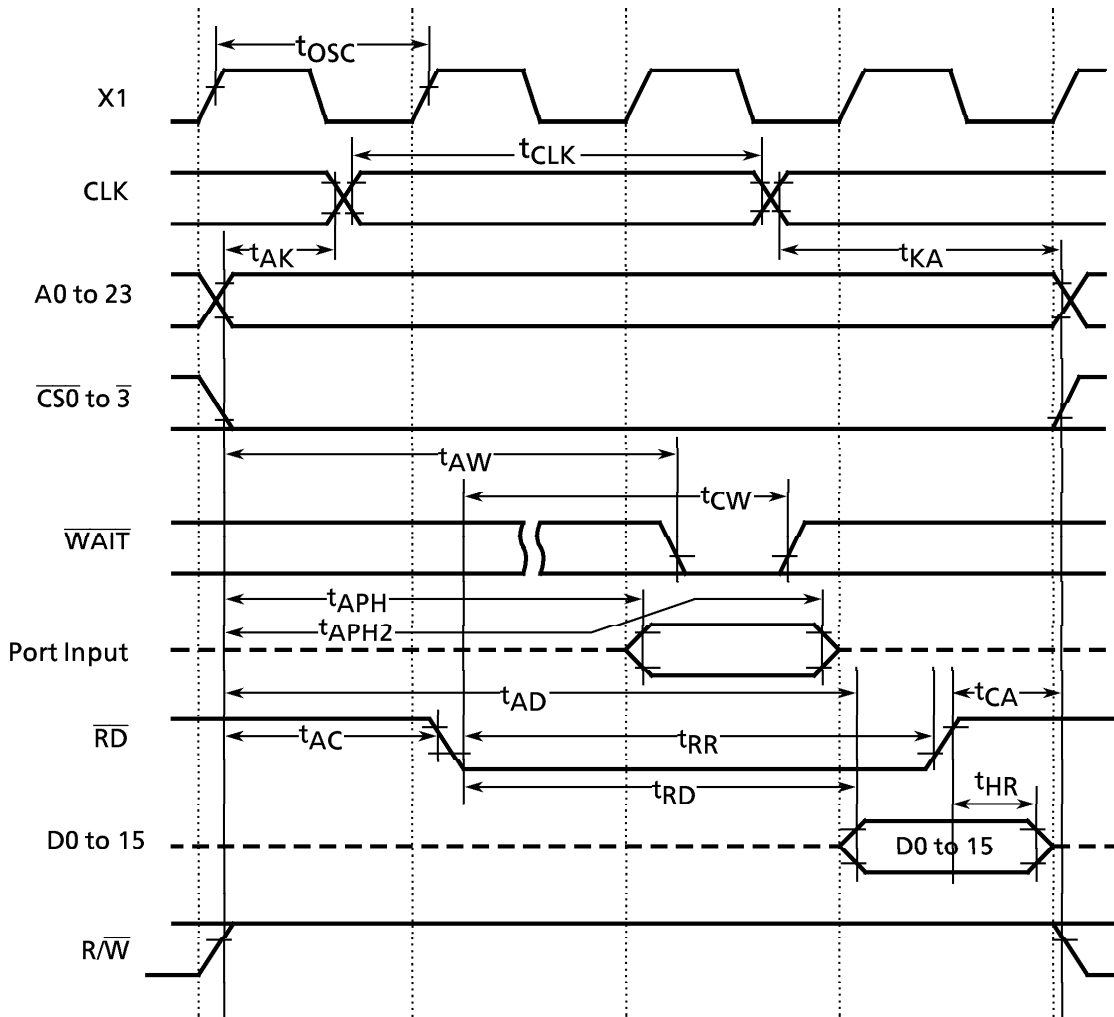 tOSC
X1
tCLK
CLK
tAK
tKA
A0 to 23
CS0 to 3
tAW
tCW
WAIT
tAPH
tAPH2
Port Input
tAD
tCA
RD
tAC
tRR
tRD
tHR
D0 to 15
D0 to 15
R/W